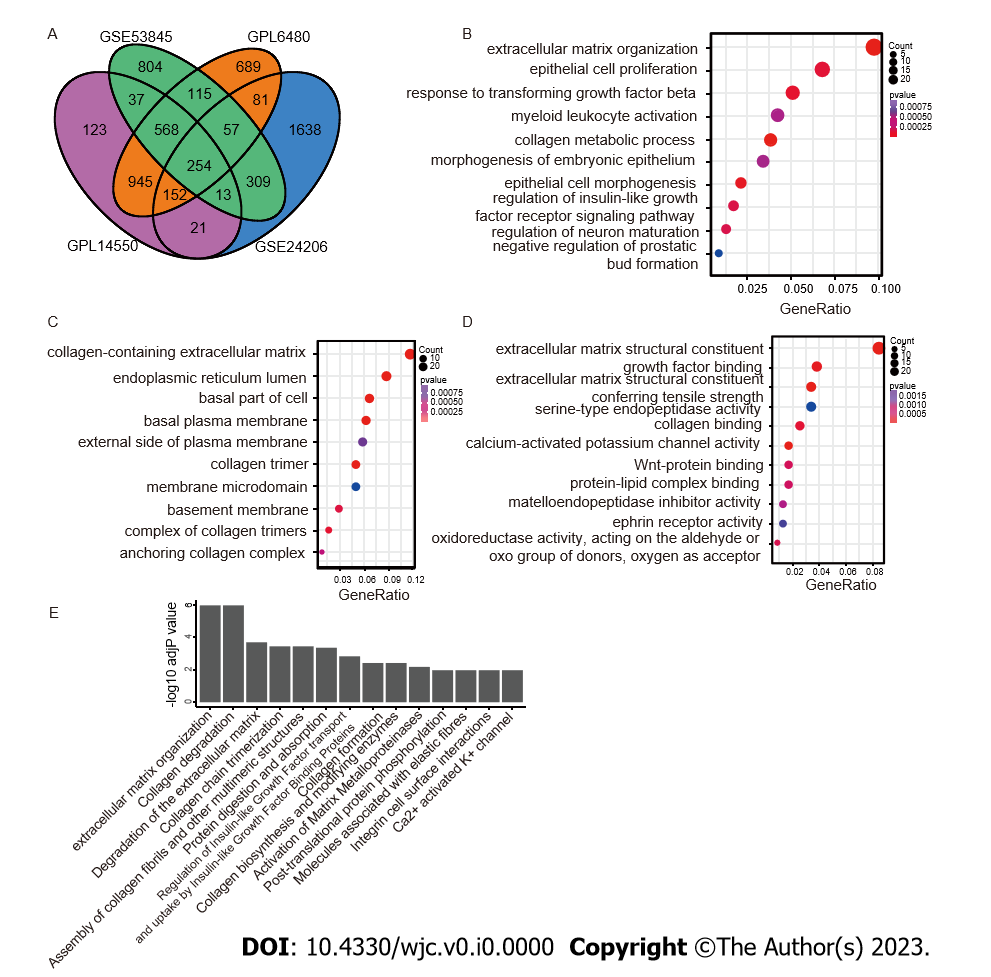 A
GSE53845
GPL6480
804
689
37
115
81
123
568
57
1638
254
945
152
13
309
21
GPL14550
GSE24206
B
extracellular matrix organization
epithelial cell proliferation
response to transforming growth factor beta
myeloid leukocyte activation
collagen metabolic process
morphogenesis of embryonic epithelium
epithelial cell morphogenesis
regulation of insulin-like growth
factor receptor signaling pathway
regulation of neuron maturation
negative regulation of prostatic
bud formation
0.025 0.050 0.075 0.100
GeneRatio
Count
5
10
15
20
pvalue
0.00075
0.00050
0.00025
C
collagen-containing extracellular matrix
endoplasmic reticulum lumen
basal part of cell
basal plasma membrane
external side of plasma membrane
collagen trimer
membrane microdomain
basement membrane
complex of collagen trimers
anchoring collagen complex
0.03 0.06 0.09 0.12
GeneRatio
Count
10
20
pvalue
0.00075
0.00050
0.00025
D
extracellular matrix structural constituent
growth factor binding
extracellular matrix structural constituent
conferring tensile strength
serine-type endopeptidase activity
collagen binding
calcium-activated potassium channel activity
Wnt-protein binding
protein-lipid complex binding
matelloendopeptidase inhibitor activity
ephrin receptor activity
oxidoreductase activity, acting on the aldehyde or
oxo group of donors, oxygen as acceptor
0.02 0.04 0.06 0.08
GeneRatio
Count
5
10
15
20
pvalue
0.0015
0.0010
0.0005
E
-log10 adjP value
6
4
2
0
extracellular matrix organization
Collagen degradation
Degradation of the extracellular matrix
Collagen chain trimerization
Assembly of collagen fibrils and other multimeric structures
Protein digestion and absorption
Regulation of Insulin-like Growth Factor transport
and uptake by Insulin-like Growth Factor Binding Proteins
Collagen formation
Collagen biosynthesis and modifying enzymes
Activation of Matrix Metalloproteinases
Post-translational protein phosphorylation
Molecules associated with elastic fibres
Integrin cell surface interactions
Ca2+ activated K+ channel
DOI: 10.4330/wjc.v0.i0.0000 Copyright ©The Author(s) 2023.